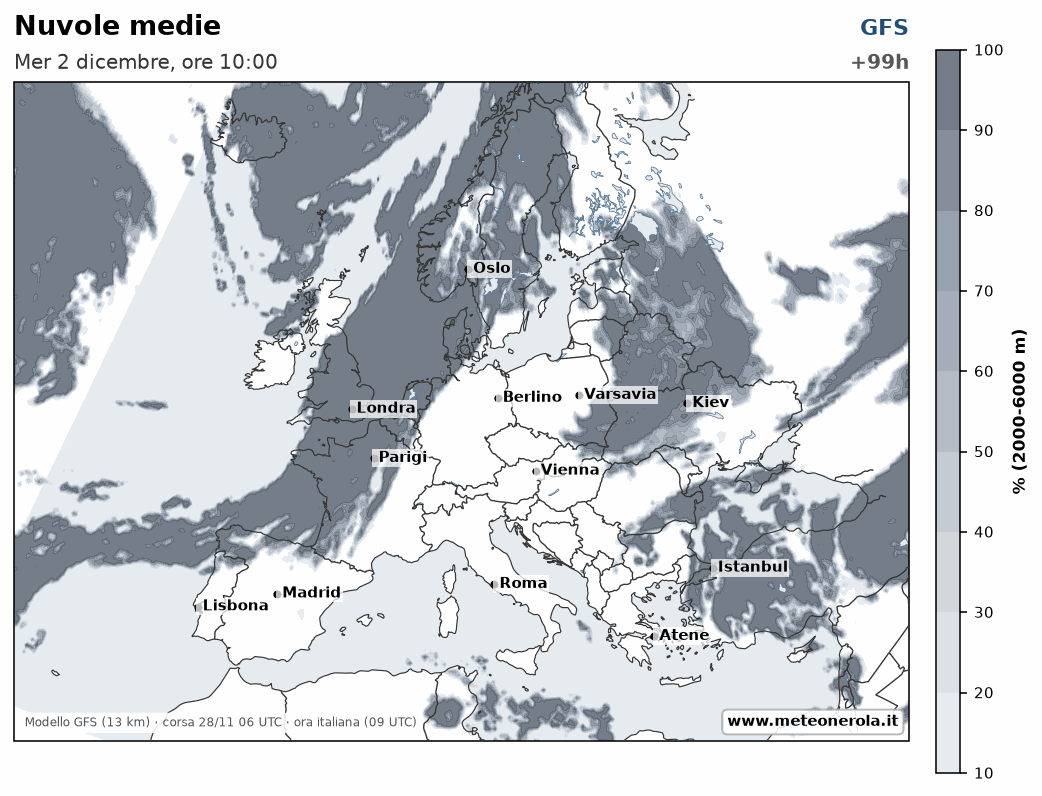 Nuvole medie
GFS
Mer 2 dicembre, ore 10:00
+99h
100
90
80
70
60
50
40
30
20
10
% (2000-6000 m)
Oslo
Berlino
Varsavia
Kiev
Londra
Parigi
Vienna
Istanbul
Roma
Madrid
Lisbona
Atene
Modello GFS (13 km) · corsa 28/11 06 UTC · ora italiana (09 UTC)
www.meteonerola.it